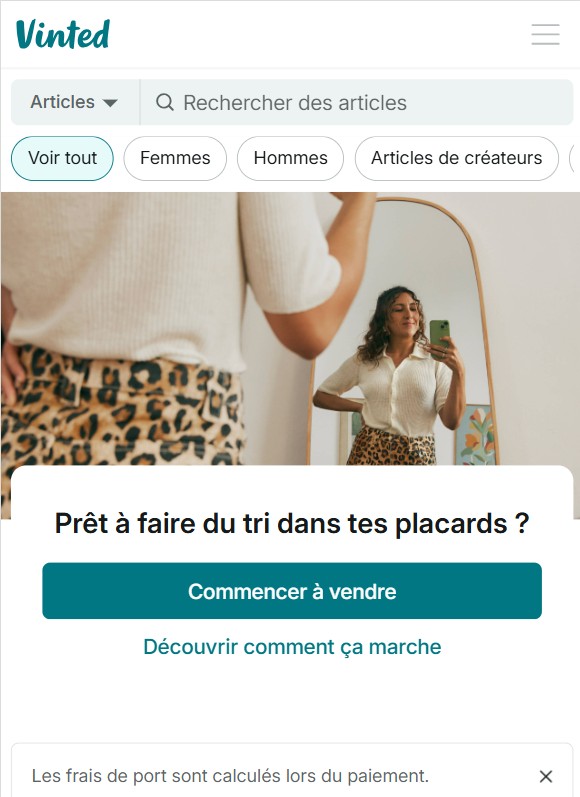 Vinted
Articles
Rechercher des articles
Voir tout
Femmes
Hommes
Articles de créateurs
Prêt à faire du tri dans tes placards ?
Commencer à vendre
Découvrir comment ça marche
Les frais de port sont calculés lors du paiement.